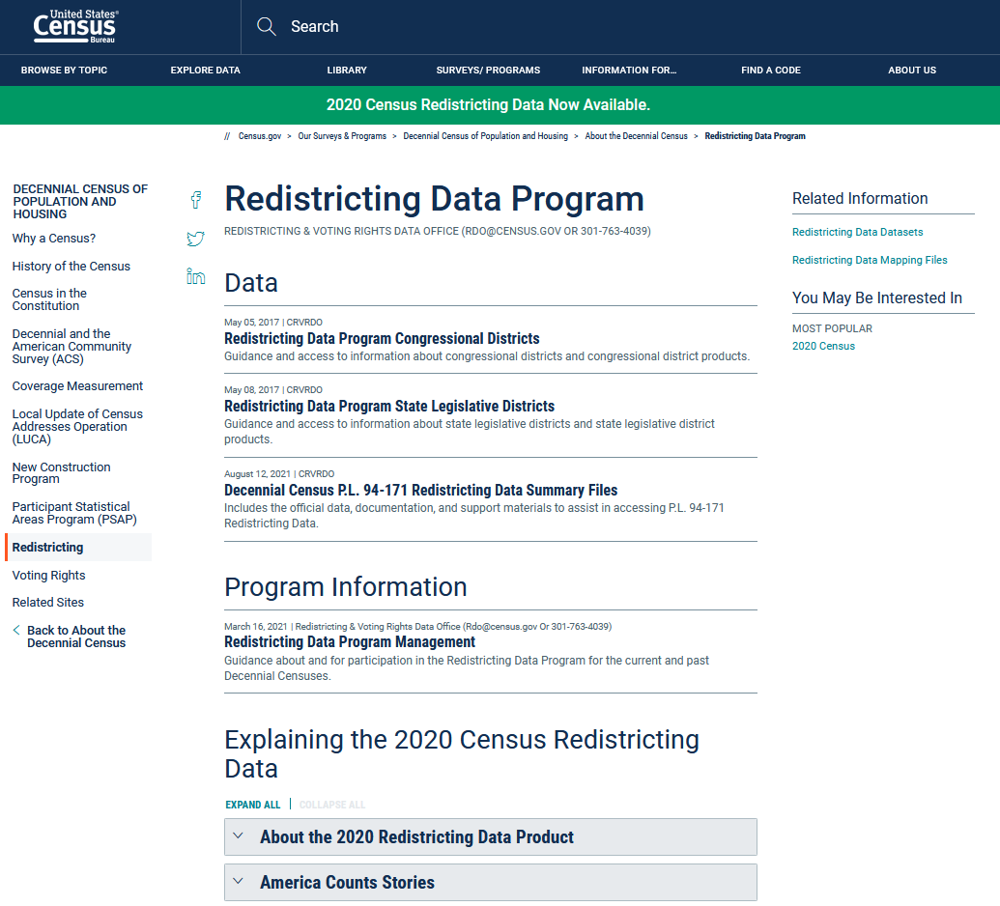 United States®
Census
Bureau
Search
BROWSE BY TOPIC
EXPLORE DATA
LIBRARY
SURVEYS/ PROGRAMS
INFORMATION FOR...
FIND A CODE
ABOUT US
2020 Census Redistricting Data Now Available.
// Census.gov > Our Surveys & Programs > Decennial Census of Population and Housing > About the Decennial Census > Redistricting Data Program
DECENNIAL CENSUS OF
POPULATION AND
HOUSING
Why a Census?
History of the Census
Census in the
Constitution
Decennial and the
American Community
Survey (ACS)
Coverage Measurement
Local Update of Census
Addresses Operation
(LUCA)
New Construction
Program
Participant Statistical
Areas Program (PSAP)
Redistricting
Voting Rights
Related Sites
Back to About the
Decennial Census
f
in
Redistricting Data Program
REDISTRICTING & VOTING RIGHTS DATA OFFICE (RDO@CENSUS.GOV OR 301-763-4039)
Data
May 05, 2017 | CRVRDO
Redistricting Data Program Congressional Districts
Guidance and access to information about congressional districts and congressional district products.
May 08, 2017 | CRVRDO
Redistricting Data Program State Legislative Districts
Guidance and access to information about state legislative districts and state legislative district
products.
August 12, 2021 | CRVRDO
Decennial Census P.L. 94-171 Redistricting Data Summary Files
Includes the official data, documentation, and support materials to assist in accessing P.L. 94-171
Redistricting Data.
Program Information
March 16, 2021 | Redistricting & Voting Rights Data Office (Rdo@census.gov Or 301-763-4039)
Redistricting Data Program Management
Guidance about and for participation in the Redistricting Data Program for the current and past
Decennial Censuses.
Explaining the 2020 Census Redistricting
Data
EXPAND ALL | COLLAPSE ALL
About the 2020 Redistricting Data Product
America Counts Stories
Related Information
Redistricting Data Datasets
Redistricting Data Mapping Files
You May Be Interested In
MOST POPULAR
2020 Census